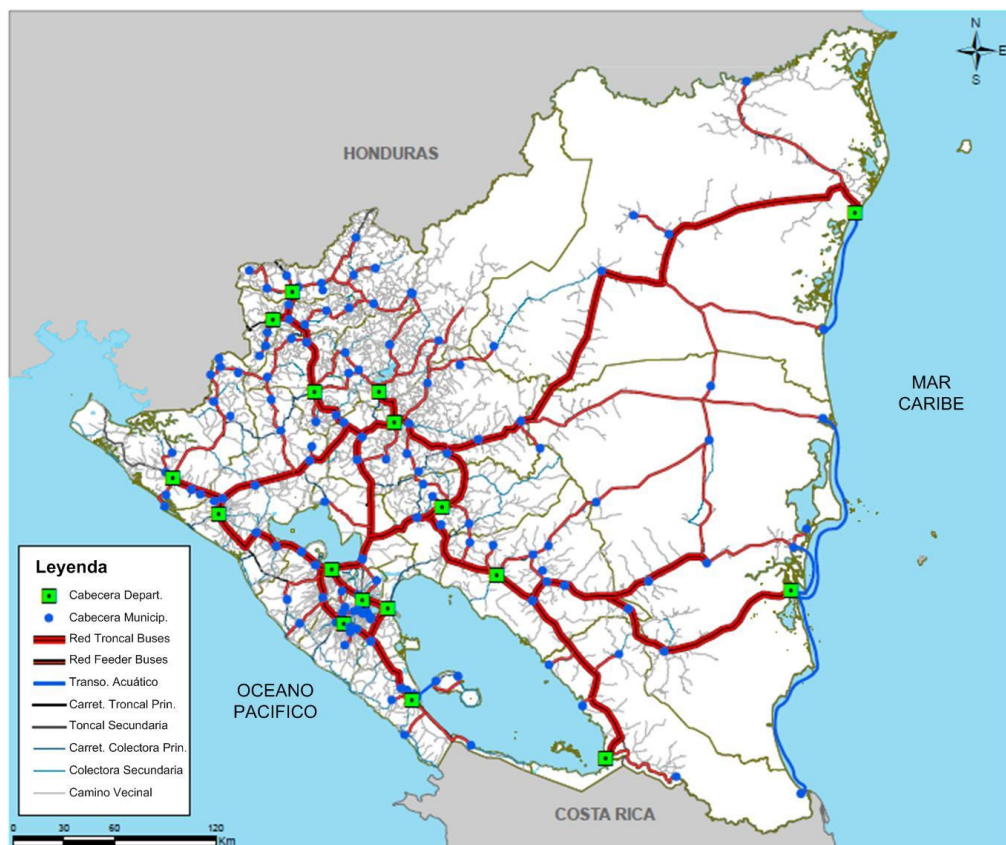 N
E
S
HONDURAS
MAR
CARIBE
OCEANO
PACIFICO
COSTA RICA
Leyenda
Cabecera Depart.
Cabecera Municip.
Red Troncal Buses
Red Feeder Buses
Transo. Acuático
Carret. Troncal Prin.
Toncal Secundaria
Carret. Colectora Prin.
Colectora Secundaria
Camino Vecinal
0 30 60 120
Km